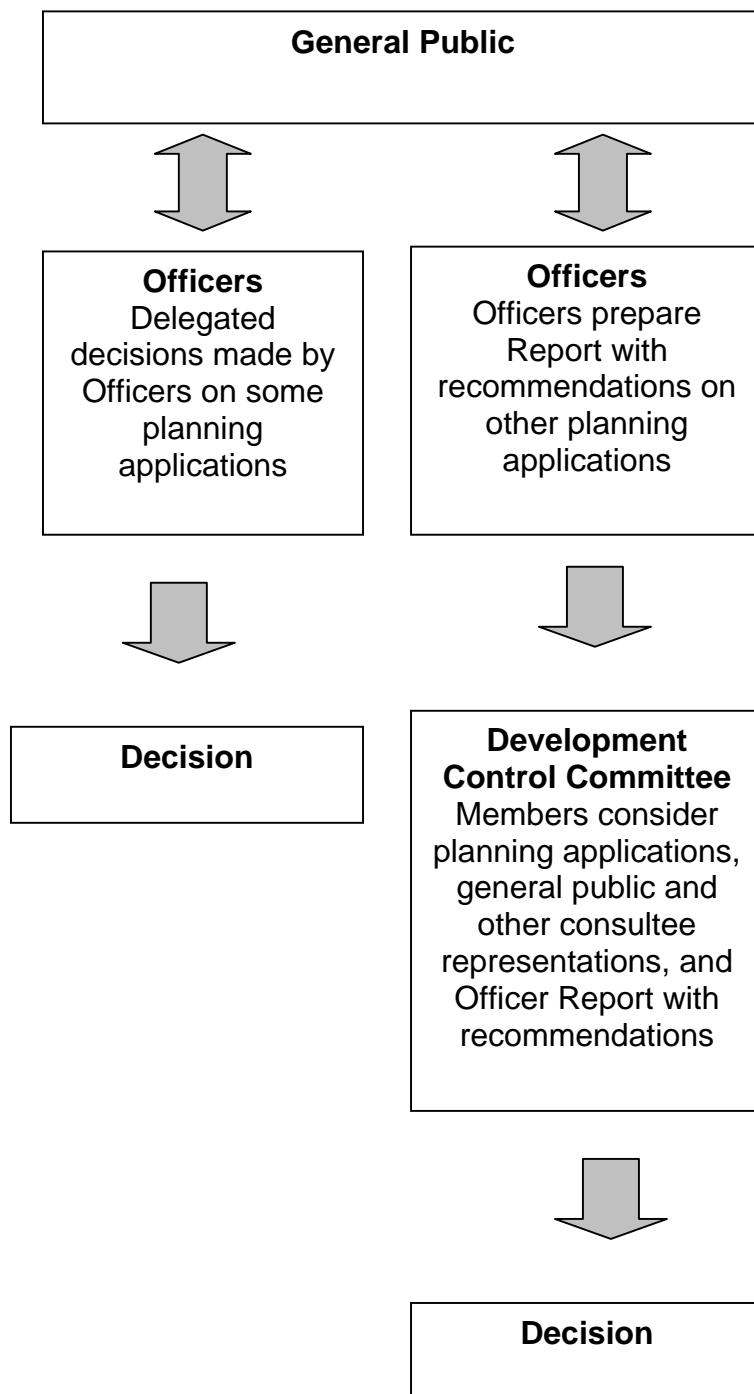 General Public
Officers
Delegated
decisions made by
Officers on some
planning
applications
Officers
Officers prepare
Report with
recommendations on
other planning
applications
Decision
Development
Control Committee
Members consider
planning applications,
general public and
other consultee
representations, and
Officer Report with
recommendations
Decision